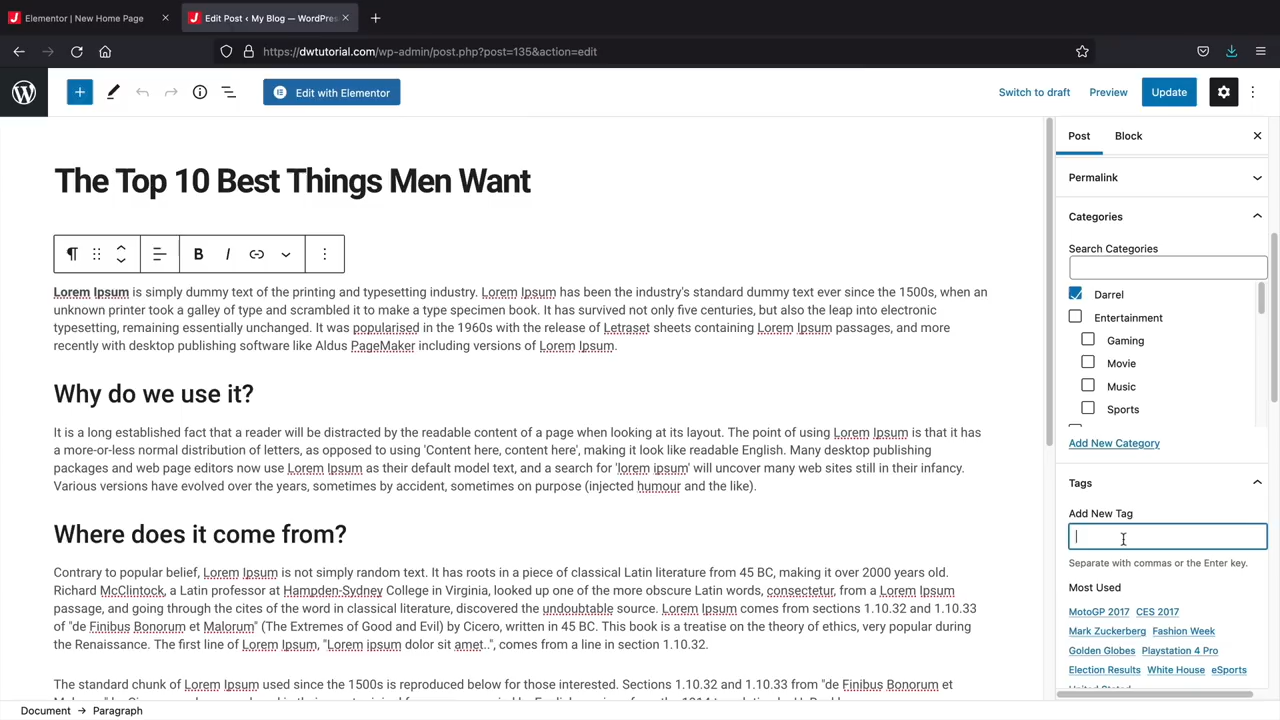 Elementor | New Home Page
Edit Post ‹ My Blog — WordPres
https://dwtutorial.com/wp-admin/post.php?post=135&action=edit
Edit with Elementor
Switch to draft
Preview
Update
The Top 10 Best Things Men Want
Lorem Ipsum is simply dummy text of the printing and typesetting industry. Lorem Ipsum has been the industry's standard dummy text ever since the 1500s, when an
unknown printer took a galley of type and scrambled it to make a type specimen book. It has survived not only five centuries, but also the leap into electronic
typesetting, remaining essentially unchanged. It was popularised in the 1960s with the release of Letraset sheets containing Lorem Ipsum passages, and more
recently with desktop publishing software like Aldus PageMaker including versions of Lorem Ipsum.
Why do we use it?
It is a long established fact that a reader will be distracted by the readable content of a page when looking at its layout. The point of using Lorem Ipsum is that it has
a more-or-less normal distribution of letters, as opposed to using 'Content here, content here', making it look like readable English. Many desktop publishing
packages and web page editors now use Lorem Ipsum as their default model text, and a search for 'lorem ipsum' will uncover many web sites still in their infancy.
Various versions have evolved over the years, sometimes by accident, sometimes on purpose (injected humour and the like).
Where does it come from?
Contrary to popular belief, Lorem Ipsum is not simply random text. It has roots in a piece of classical Latin literature from 45 BC, making it over 2000 years old.
Richard McClintock, a Latin professor at Hampden-Sydney College in Virginia, looked up one of the more obscure Latin words, consectetur, from a Lorem Ipsum
passage, and going through the cites of the word in classical literature, discovered the undoubtable source. Lorem Ipsum comes from sections 1.10.32 and 1.10.33
of "de Finibus Bonorum et Malorum" (The Extremes of Good and Evil) by Cicero, written in 45 BC. This book is a treatise on the theory of ethics, very popular during
the Renaissance. The first line of Lorem Ipsum, "Lorem ipsum dolor sit amet..", comes from a line in section 1.10.32.
The standard chunk of Lorem Ipsum used since the 1500s is reproduced below for those interested. Sections 1.10.32 and 1.10.33 from "de Finibus Bonorum et
Post
Block
Permalink
Categories
Search Categories
Darrel
Entertainment
Gaming
Movie
Music
Sports
Add New Category
Tags
Add New Tag
Separate with commas or the Enter key.
Most Used
MotoGP 2017 CES 2017
Mark Zuckerberg Fashion Week
Golden Globes Playstation 4 Pro
Election Results White House eSports
Document → Paragraph